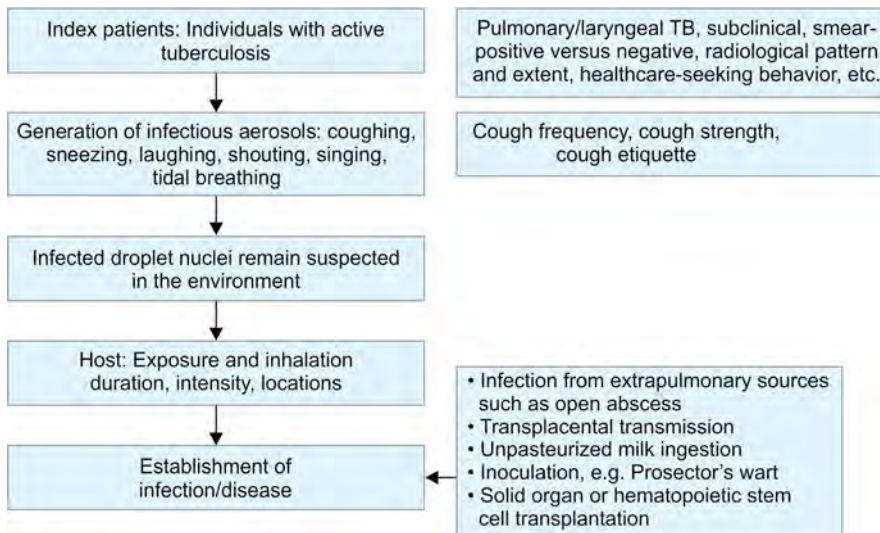 Index patients: Individuals with active
tuberculosis
Pulmonary/laryngeal TB, subclinical, smear-
positive versus negative, radiological pattern
and extent, healthcare-seeking behavior, etc.
Generation of infectious aerosols: coughing,
sneezing, laughing, shouting, singing,
tidal breathing
Cough frequency, cough strength,
cough etiquette
Infected droplet nuclei remain suspected
in the environment
Host: Exposure and inhalation
duration, intensity, locations
• Infection from extrapulmonary sources
such as open abscess
• Transplacental transmission
• Unpasteurized milk ingestion
• Inoculation, e.g. Prosector's wart
• Solid organ or hematopoietic stem
cell transplantation
Establishment of
infection/disease